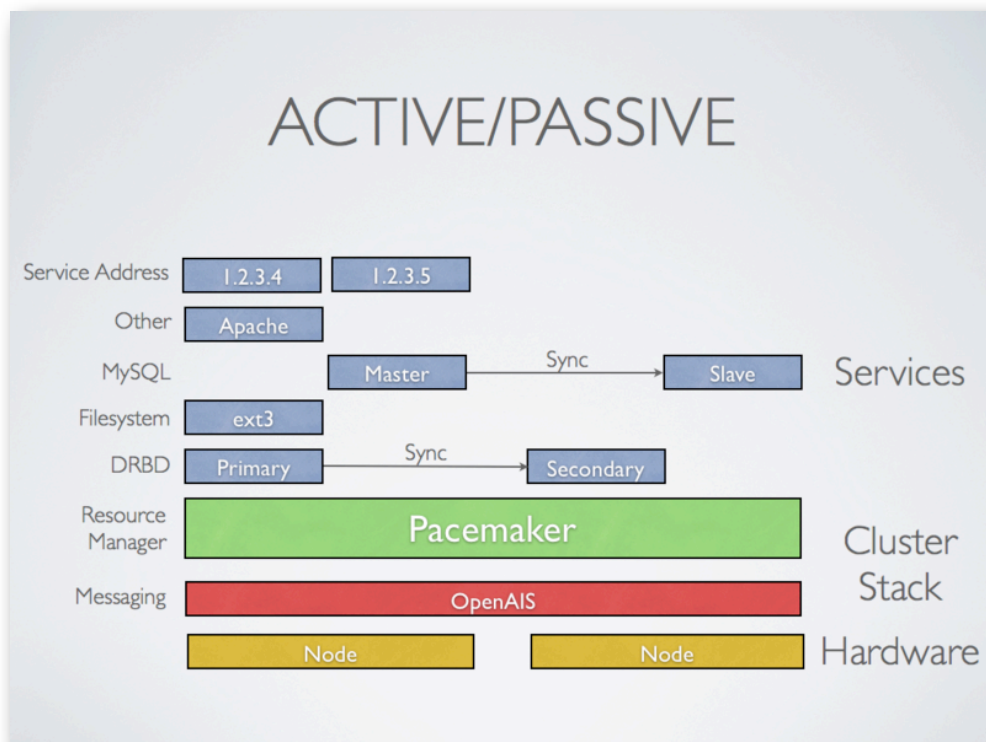 ACTIVE/PASSIVE
Service Address 1.2.3.4 1.2.3.5
Other Apache
MySQL Master Sync Slave Services
Filesystem ext3
DRBD Primary Sync Secondary
Resource
Manager
Pacemaker
Cluster
Stack
Messaging OpenAIS
Node Node Hardware